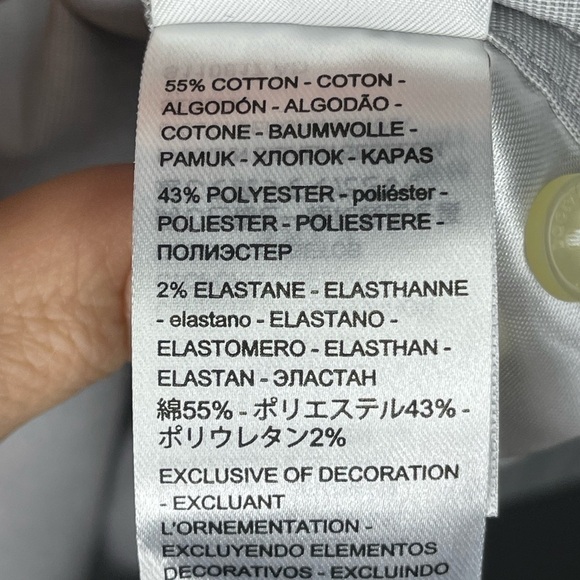 55% COTTON - COTON -
ALGODÓN - ALGODÃO -
COTONE - BAUMWOLLE -
PAMUK - ХЛОПОК - KAPAS
43% POLYESTER - poliéster -
POLIESTER - POLIESTERE -
ПОЛИЭСТЕР
2% ELASTANE - ELASTHANNE
- elastano - ELASTANO -
ELASTOMERO - ELASTHAN -
ELASTAN - ЭЛАСТАН
綿55% - ポリエステル43% -
ポリウレタン2%
EXCLUSIVE OF DECORATION
- EXCLUANT
L'ORNEMENTATION -
EXCLUYENDO ELEMENTOS
DECORATIVOS - EXCLUINDO